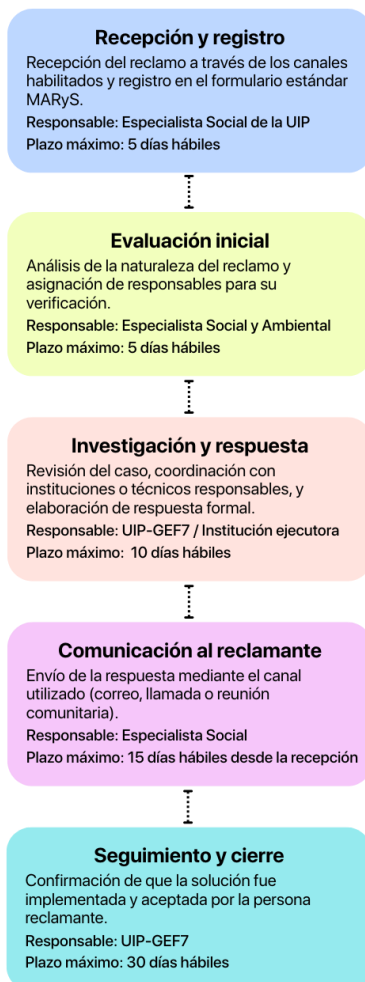 Recepción y registro
Recepción del reclamo a través de los canales
habilitados y registro en el formulario estándar
MARyS.
Responsable: Especialista Social de la UIP
Plazo máximo: 5 días hábiles
Evaluación inicial
Análisis de la naturaleza del reclamo y
asignación de responsables para su
verificación.
Responsable: Especialista Social y Ambiental
Plazo máximo: 5 días hábiles
Investigación y respuesta
Revisión del caso, coordinación con
instituciones o técnicos responsables, y
elaboración de respuesta formal.
Responsable: UIP-GEF7 / Institución ejecutora
Plazo máximo: 10 días hábiles
Comunicación al reclamante
Envío de la respuesta mediante el canal
utilizado (correo, llamada o reunión
comunitaria).
Responsable: Especialista Social
Plazo máximo: 15 días hábiles desde la recepción
Seguimiento y cierre
Confirmación de que la solución fue
implementada y aceptada por la persona
reclamante.
Responsable: UIP-GEF7
Plazo máximo: 30 días hábiles